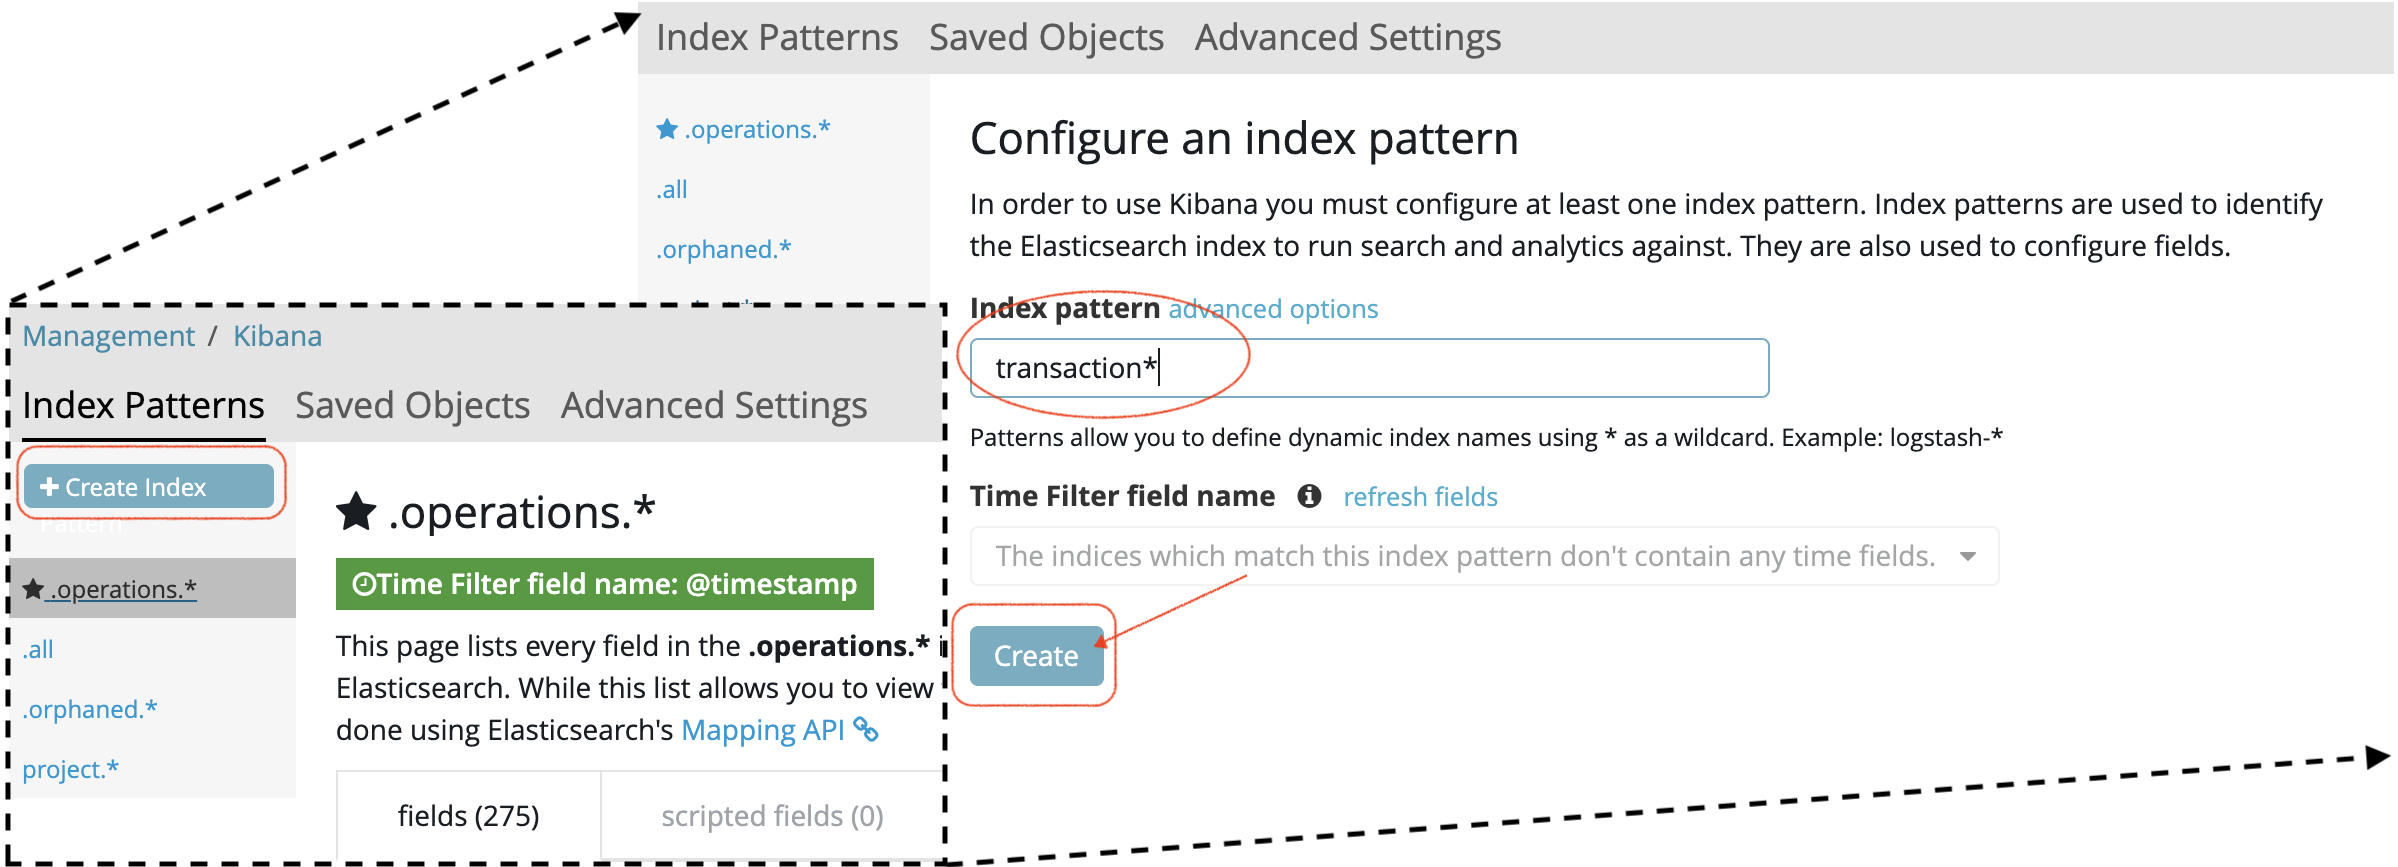 Index Patterns Saved Objects Advanced Settings
.operations.*
.all
.orphaned.*
Configure an index pattern
In order to use Kibana you must configure at least one index pattern. Index patterns are used to identify
the Elasticsearch index to run search and analytics against. They are also used to configure fields.
Index pattern advanced options
transaction*
Patterns allow you to define dynamic index names using * as a wildcard. Example: logstash-*
Time Filter field name refresh fields
The indices which match this index pattern don't contain any time fields.
Create
Management / Kibana
Index Patterns Saved Objects Advanced Settings
Create Index
Pattern
.operations.*
.all
.orphaned.*
project.*
.operations.*
Time Filter field name: @timestamp
This page lists every field in the .operations.*
Elasticsearch. While this list allows you to view
done using Elasticsearch's Mapping API
fields (275)
scripted fields (0)